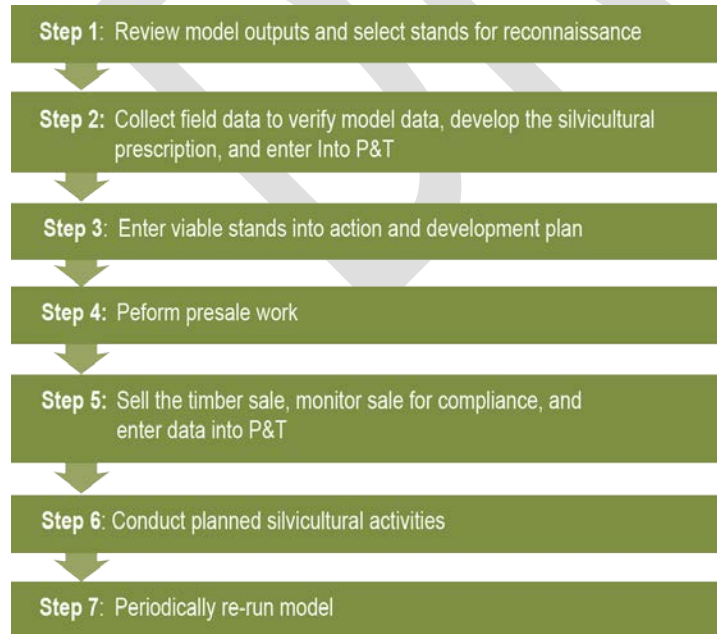 Step 1: Review model outputs and select stands for reconnaissance
Step 2: Collect field data to verify model data, develop the silvicultural
prescription, and enter Into P&T
Step 3: Enter viable stands into action and development plan
Step 4: Peform presale work
Step 5: Sell the timber sale, monitor sale for compliance, and
enter data into P&T
Step 6: Conduct planned silvicultural activities
Step 7: Periodically re-run model